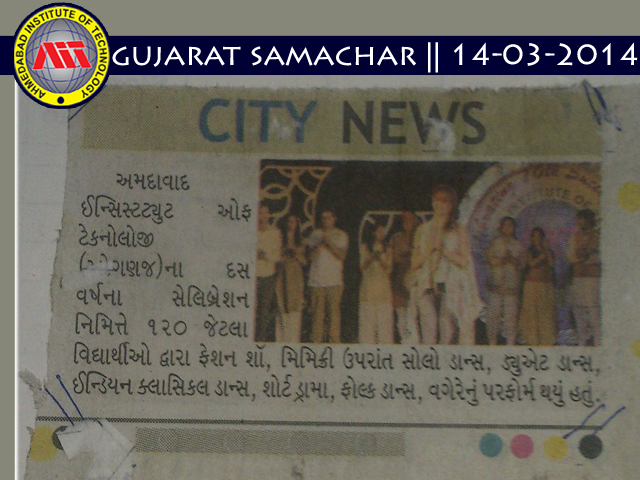 AHMEDABAD INSTITUTE OF TECHNOLOGY
AIT
GUJARAT SAMACHAR || 14-03-2014
CITY NEWS
અમદાવાદ
ઈન્સિસ્ટટ્યુટ ઓફ
ટેકનોલોજી
(ગોગણજ)ના દસ
વર્ષના સેલિબ્રેશન
નિમિત્તે ૧૨૦ જેટલા
વિદ્યાર્થીઓ દ્વારા ફેશન શૉ, મિમિક્રી ઉપરાંત સોલો ડાન્સ, ડ્યુએટ ડાન્સ,
ઈન્ડિયન ક્લાસિકલ ડાન્સ, શોર્ટ ડ્રામા, ફોલ્ક ડાન્સ, વગેરેનું પરફોર્મ થયું હતું.